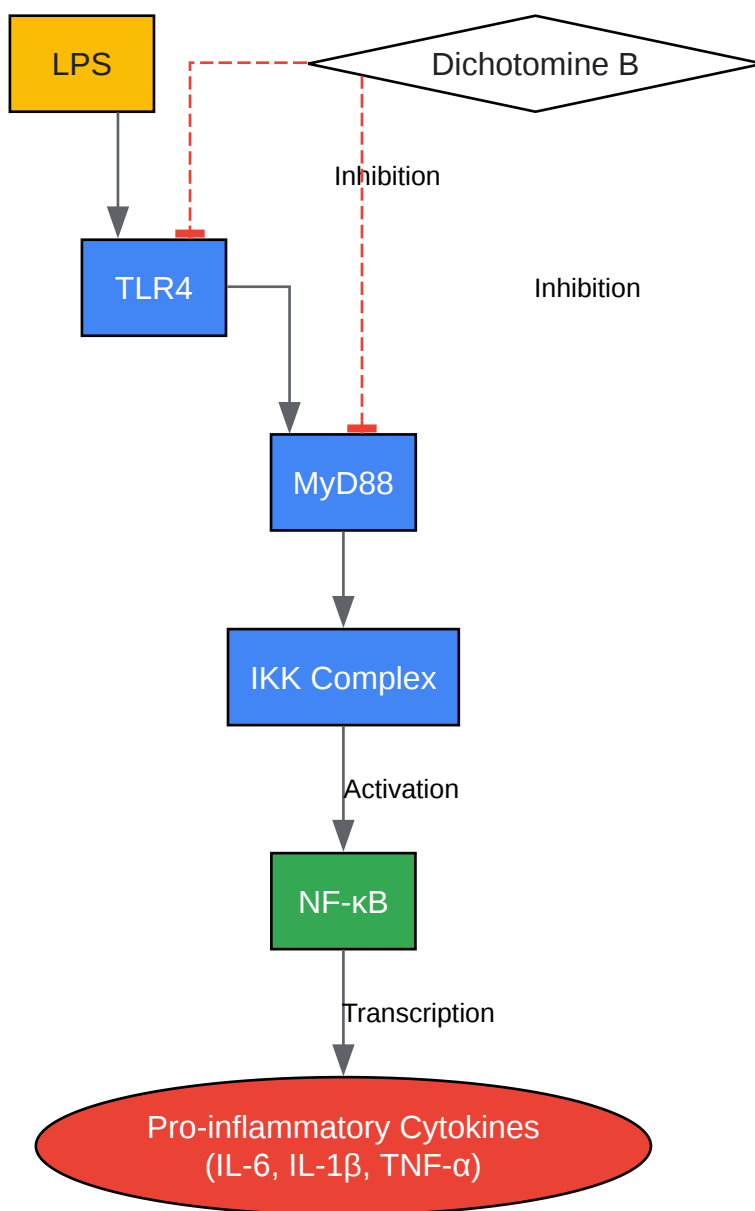 LPS
Dichotomine B
Inhibition
TLR4
Inhibition
MyD88
IKK Complex
Activation
NF-κB
Transcription
Pro-inflammatory Cytokines
(IL-6, IL-1β, TNF-α)